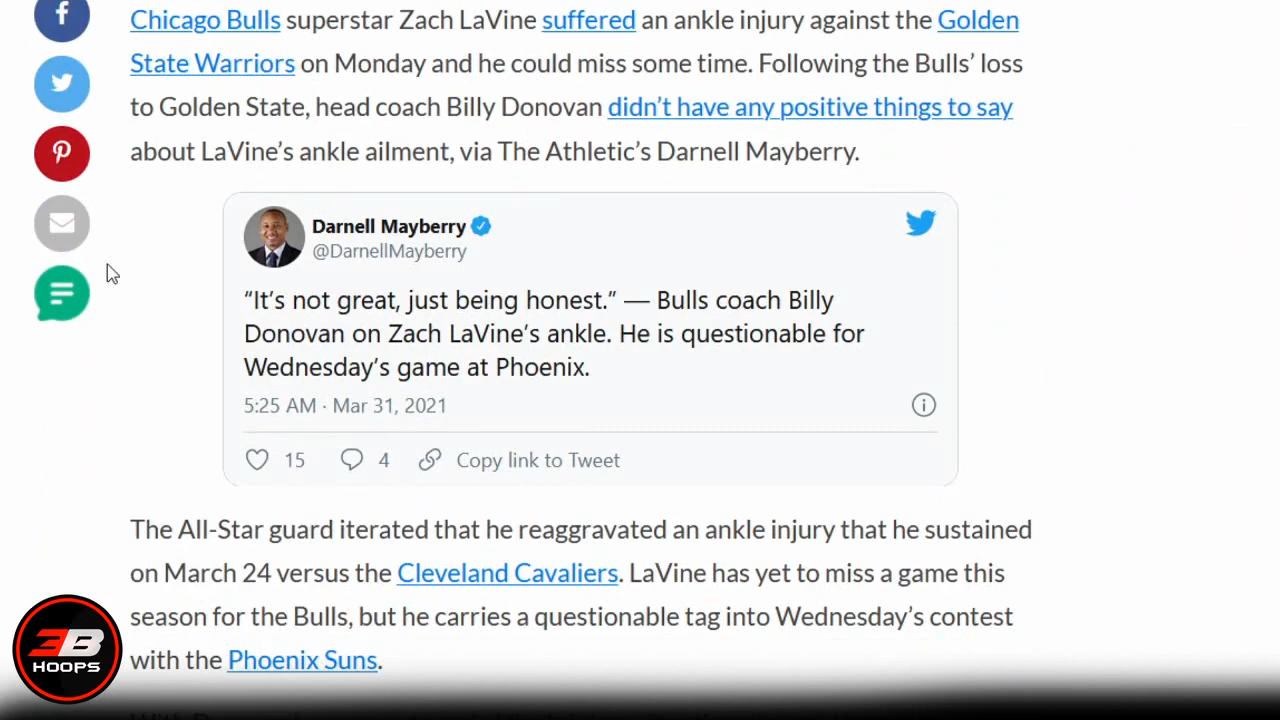 Chicago Bulls superstar Zach LaVine suffered an ankle injury against the Golden
State Warriors on Monday and he could miss some time. Following the Bulls’ loss
to Golden State, head coach Billy Donovan didn’t have any positive things to say
about LaVine’s ankle ailment, via The Athletic’s Darnell Mayberry.
Darnell Mayberry
@DarnellMayberry
“It’s not great, just being honest.” — Bulls coach Billy
Donovan on Zach LaVine’s ankle. He is questionable for
Wednesday’s game at Phoenix.
5:25 AM · Mar 31, 2021
15 4 Copy link to Tweet
The All-Star guard iterated that he reaggravated an ankle injury that he sustained
on March 24 versus the Cleveland Cavaliers. LaVine has yet to miss a game this
season for the Bulls, but he carries a questionable tag into Wednesday’s contest
with the Phoenix Suns.
3B
HOOPS